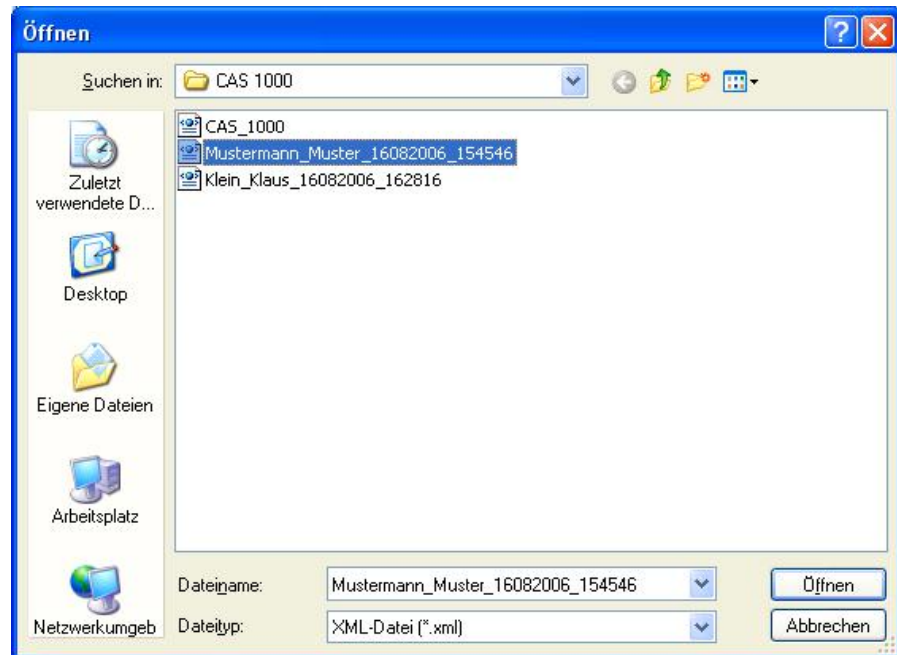 Öffnen
Suchen in: CAS 1000
CAS_1000
Mustermann_Muster_16082006_154546
Klein_Klaus_16082006_162816
Zuletzt
verwendete D...
Desktop
Eigene Dateien
Arbeitsplatz
Netzwerkumgeb
Dateiname: Mustermann_Muster_16082006_154546 Öffnen
Dateityp: XML-Datei (*.xml) Abbrechen